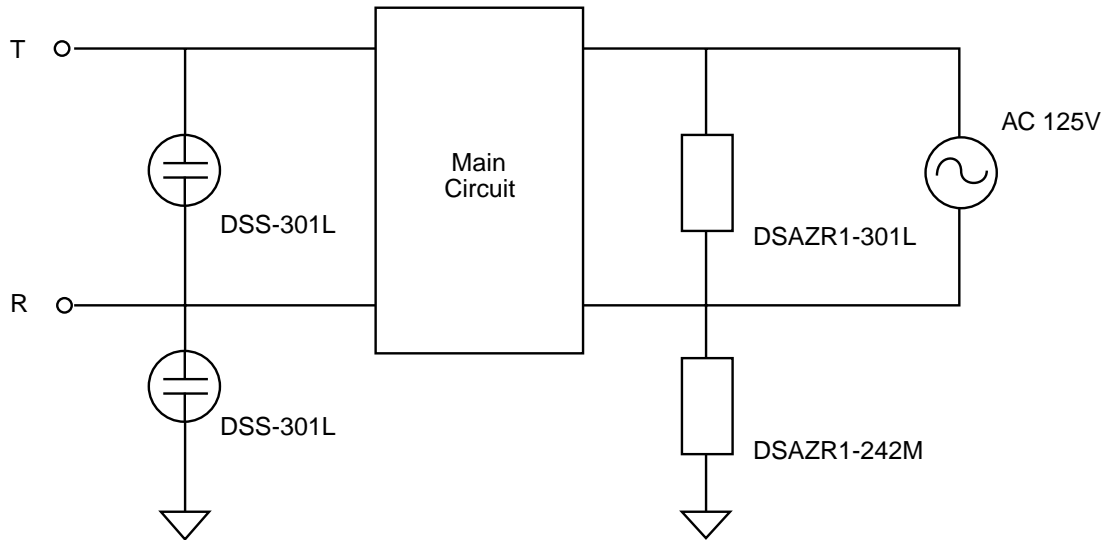 T
AC 125V
Main
Circuit
DSS-301L
DSAZR1-301L
R
DSS-301L
DSAZR1-242M